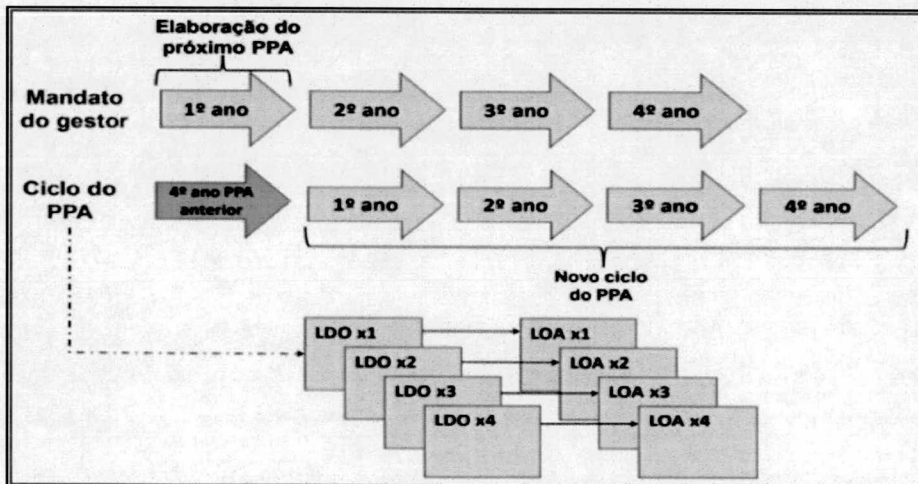 Elaboração do
próximo PPA
Mandato
do gestor
1º ano
2º ano
3º ano
4º ano
Ciclo do
PPA
4º ano PPA
anterior
1º ano
2º ano
3º ano
4º ano
Novo ciclo
do PPA
LDO x1
LOA x1
LDO x2
LOA x2
LDO x3
LOA x3
LDO x4
LOA x4